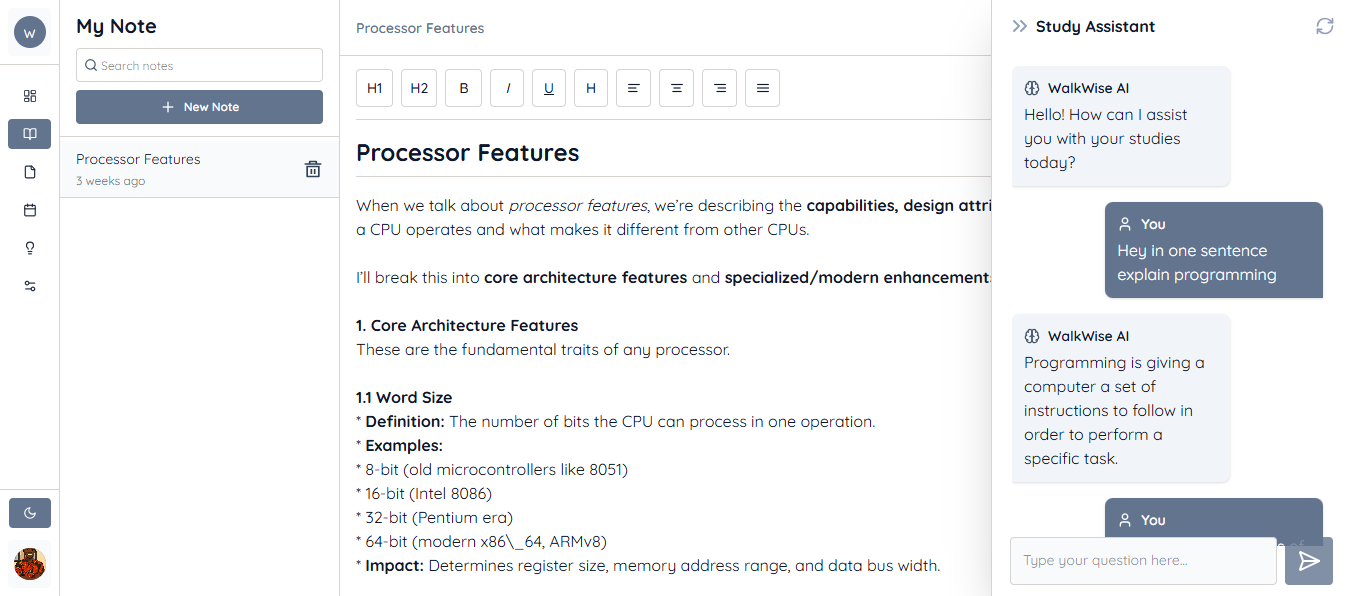 W
My Note
Search notes
+ New Note
Processor Features
3 weeks ago
Processor Features
H1 H2 B I U H
Processor Features
When we talk about processor features, we’re describing the capabilities, design
a CPU operates and what makes it different from other CPUs.
I’ll break this into core architecture features and specialized/modern enhancements
1. Core Architecture Features
These are the fundamental traits of any processor.
1.1 Word Size
* Definition: The number of bits the CPU can process in one operation.
* Examples:
* 8-bit (old microcontrollers like 8051)
* 16-bit (Intel 8086)
* 32-bit (Pentium era)
* 64-bit (modern x86\_64, ARMv8)
* Impact: Determines register size, memory address range, and data bus width.
Study Assistant
WalkWise AI
Hello! How can I assist
you with your studies
today?
You
Hey in one sentence
explain programming
WalkWise AI
Programming is giving a
computer a set of
instructions to follow in
order to perform a
specific task.
You
Type your question here...